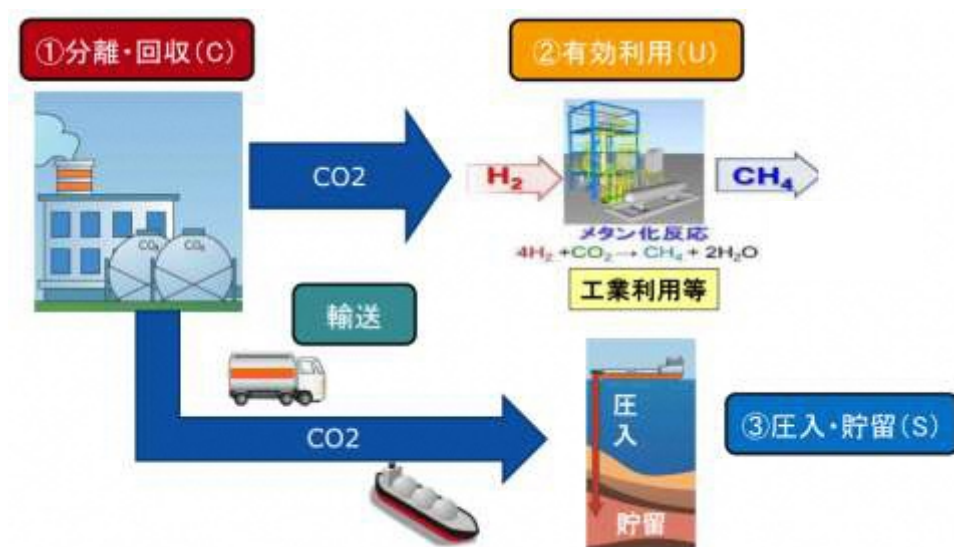 ①分離・回収(C)
②有効利用(U)
CO2
H₂
CH₄
メタン化反応
4H₂+CO₂→CH₄+2H₂O
工業利用等
輸送
CO2
圧入
貯留
③圧入・貯留(S)